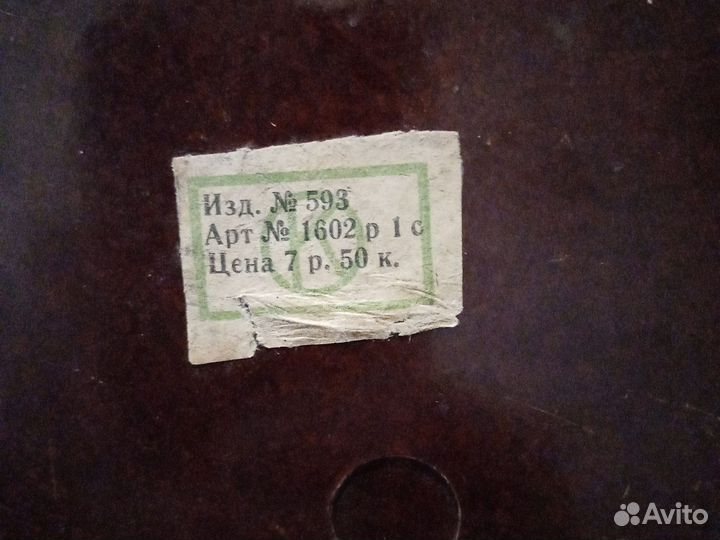 Изд. № 593
Арт № 1602 р 1 с
Цена 7 р. 50 к.
Avito